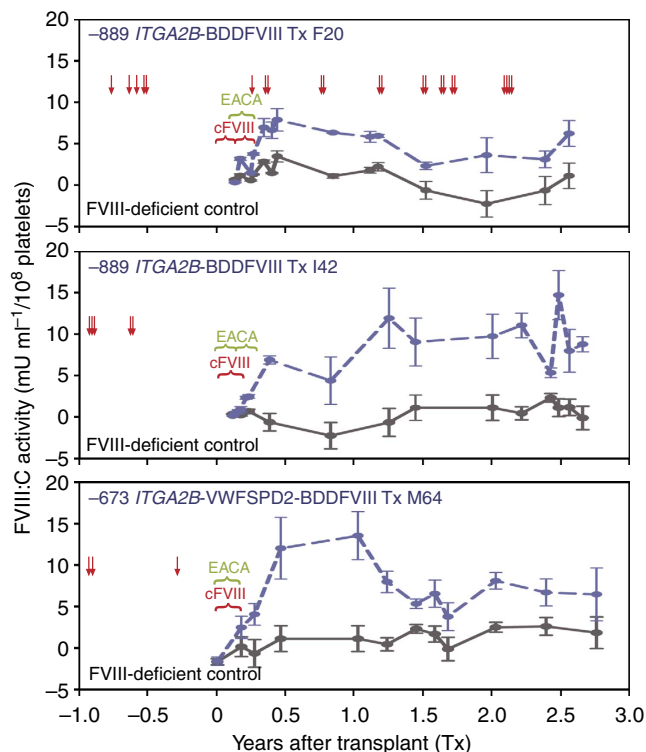 FVIII:C activity (mU ml⁻¹/10⁸ platelets)
–889 ITGA2B-BDDFVIII Tx F20
20
15
10
5
0
–5
EACA
cFVIII
FVIII-deficient control
–889 ITGA2B-BDDFVIII Tx I42
20
15
10
5
0
–5
EACA
cFVIII
FVIII-deficient control
–673 ITGA2B-VWFSPD2-BDDFVIII Tx M64
20
15
10
5
0
–5
EACA
cFVIII
FVIII-deficient control
–1.0 –0.5 0 0.5 1.0 1.5 2.0 2.5 3.0
Years after transplant (Tx)